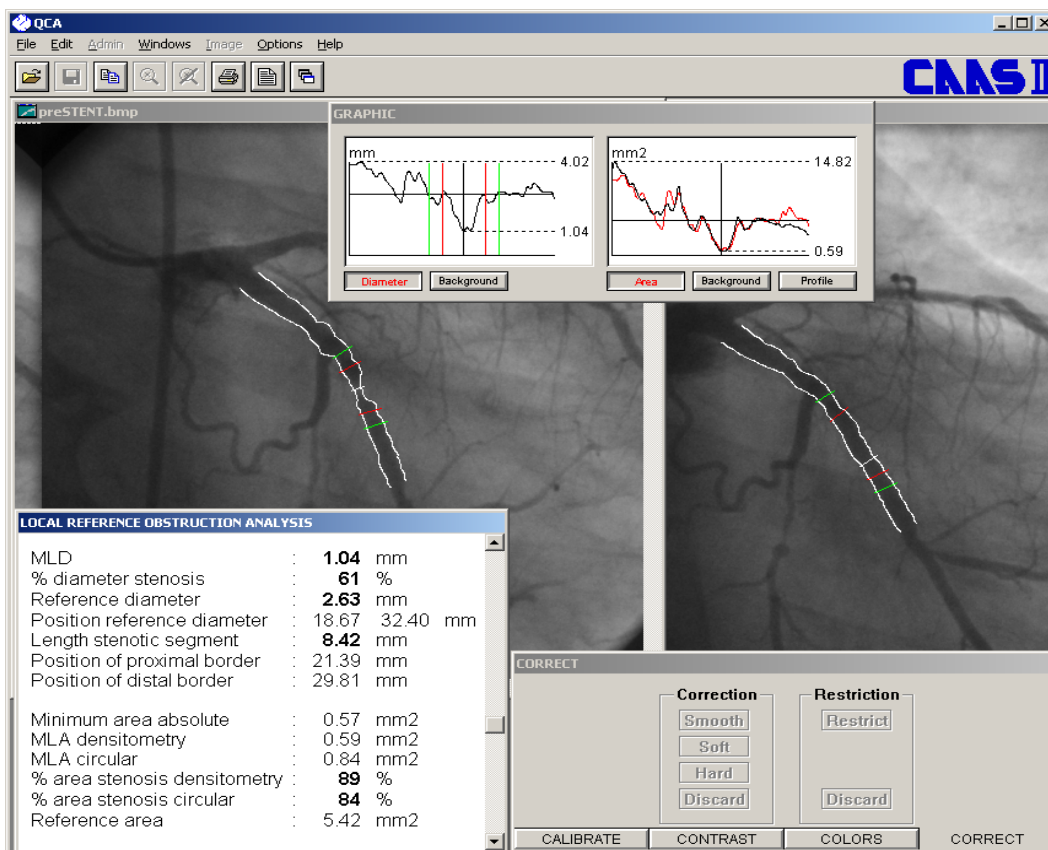 QCA
File Edit Admin Windows Image Options Help
CAAS II
preSTENT.bmp
GRAPHIC
mm
4.02
1.04
mm2
14.82
0.59
Diameter Background
Area Background Profile
LOCAL REFERENCE OBSTRUCTION ANALYSIS
MLD : 1.04 mm
% diameter stenosis : 61 %
Reference diameter : 2.63 mm
Position reference diameter : 18.67 32.40 mm
Length stenotic segment : 8.42 mm
Position of proximal border : 21.39 mm
Position of distal border : 29.81 mm
Minimum area absolute : 0.57 mm2
MLA densitometry : 0.59 mm2
MLA circular : 0.84 mm2
% area stenosis densitometry : 89 %
% area stenosis circular : 84 %
Reference area : 5.42 mm2
CORRECT
Correction
Smooth
Soft
Hard
Discard
Restriction
Restrict
Discard
CALIBRATE CONTRAST COLORS CORRECT